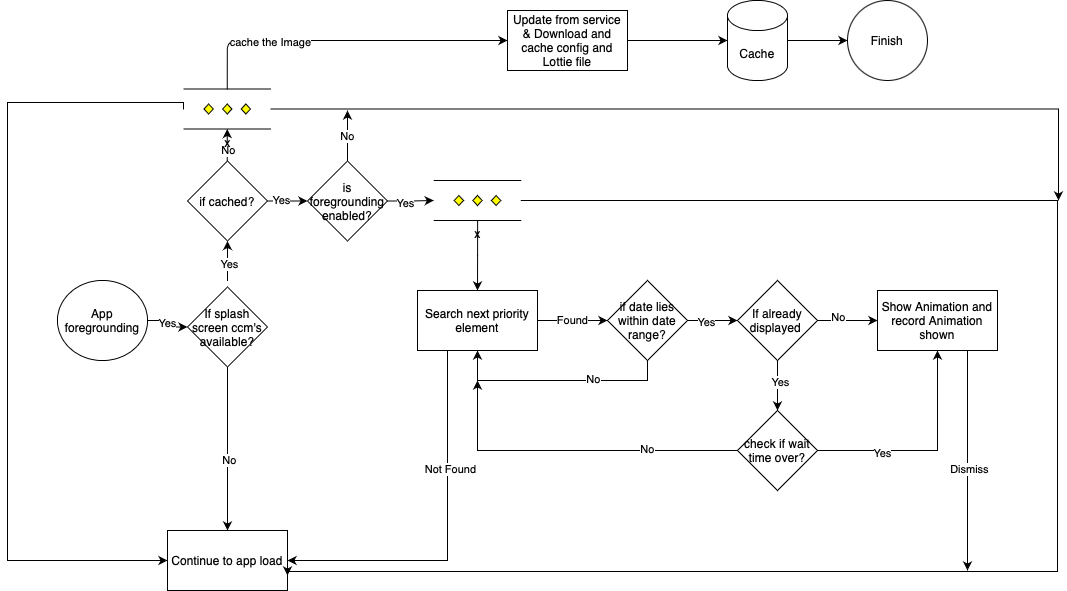 cache the Image
Update from service
& Download and
cache config and
Lottie file
Cache
Finish
No
x
No
if cached?
Yes
is
foregrounding
enabled?
Yes
x
Yes
App
foregrounding
Yes
If splash
screen ccm's
available?
Search next priority
element
Found
if date lies
within date
range?
Yes
If already
displayed
No
Show Animation and
record Animation
shown
No
Yes
No
check if wait
time over?
Yes
No
Not Found
Dismiss
Continue to app load